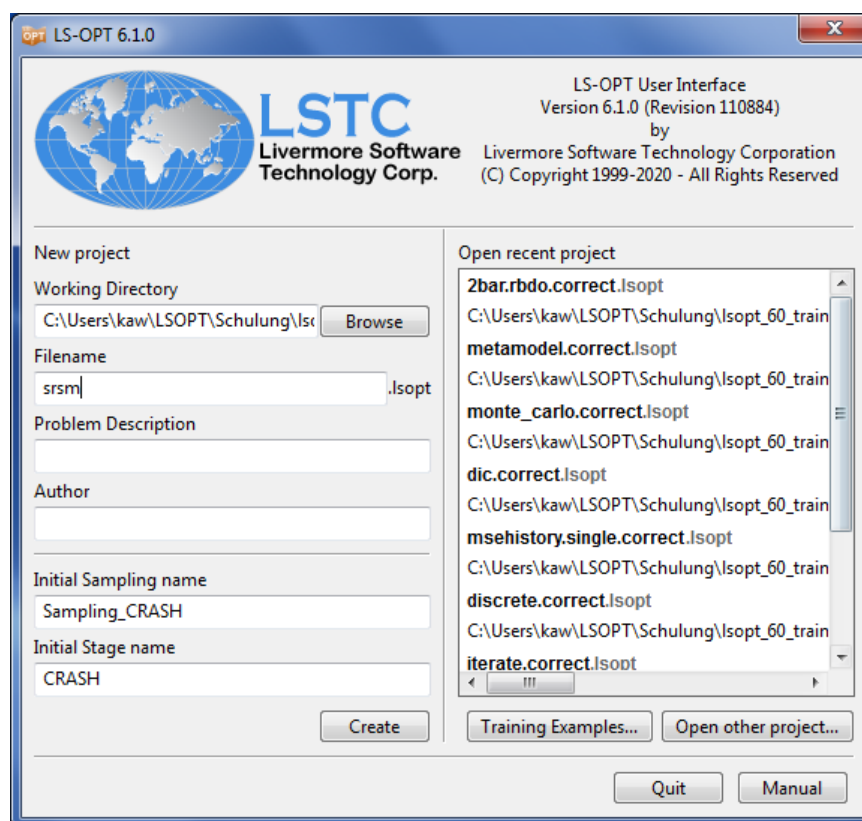 OPT LS-OPT 6.1.0
LSTC
Livermore Software
Technology Corp.
LS-OPT User Interface
Version 6.1.0 (Revision 110884)
by
Livermore Software Technology Corporation
(C) Copyright 1999-2020 - All Rights Reserved
New project
Working Directory
C:\Users\kaw\LSOPT\Schulung\lsc
Browse
Filename
srsm
.lsopt
Problem Description
Author
Initial Sampling name
Sampling_CRASH
Initial Stage name
CRASH
Create
Open recent project
2bar.rbdo.correct.lsopt
C:\Users\kaw\LSOPT\Schulung\lsopt_60_train
metamodel.correct.lsopt
C:\Users\kaw\LSOPT\Schulung\lsopt_60_train
monte_carlo.correct.lsopt
C:\Users\kaw\LSOPT\Schulung\lsopt_60_train
dic.correct.lsopt
C:\Users\kaw\LSOPT\Schulung\lsopt_60_train
msehistory.single.correct.lsopt
C:\Users\kaw\LSOPT\Schulung\lsopt_60_train
discrete.correct.lsopt
C:\Users\kaw\LSOPT\Schulung\lsopt_60_train
iterate.correct.lsopt
Training Examples...
Open other project...
Quit
Manual